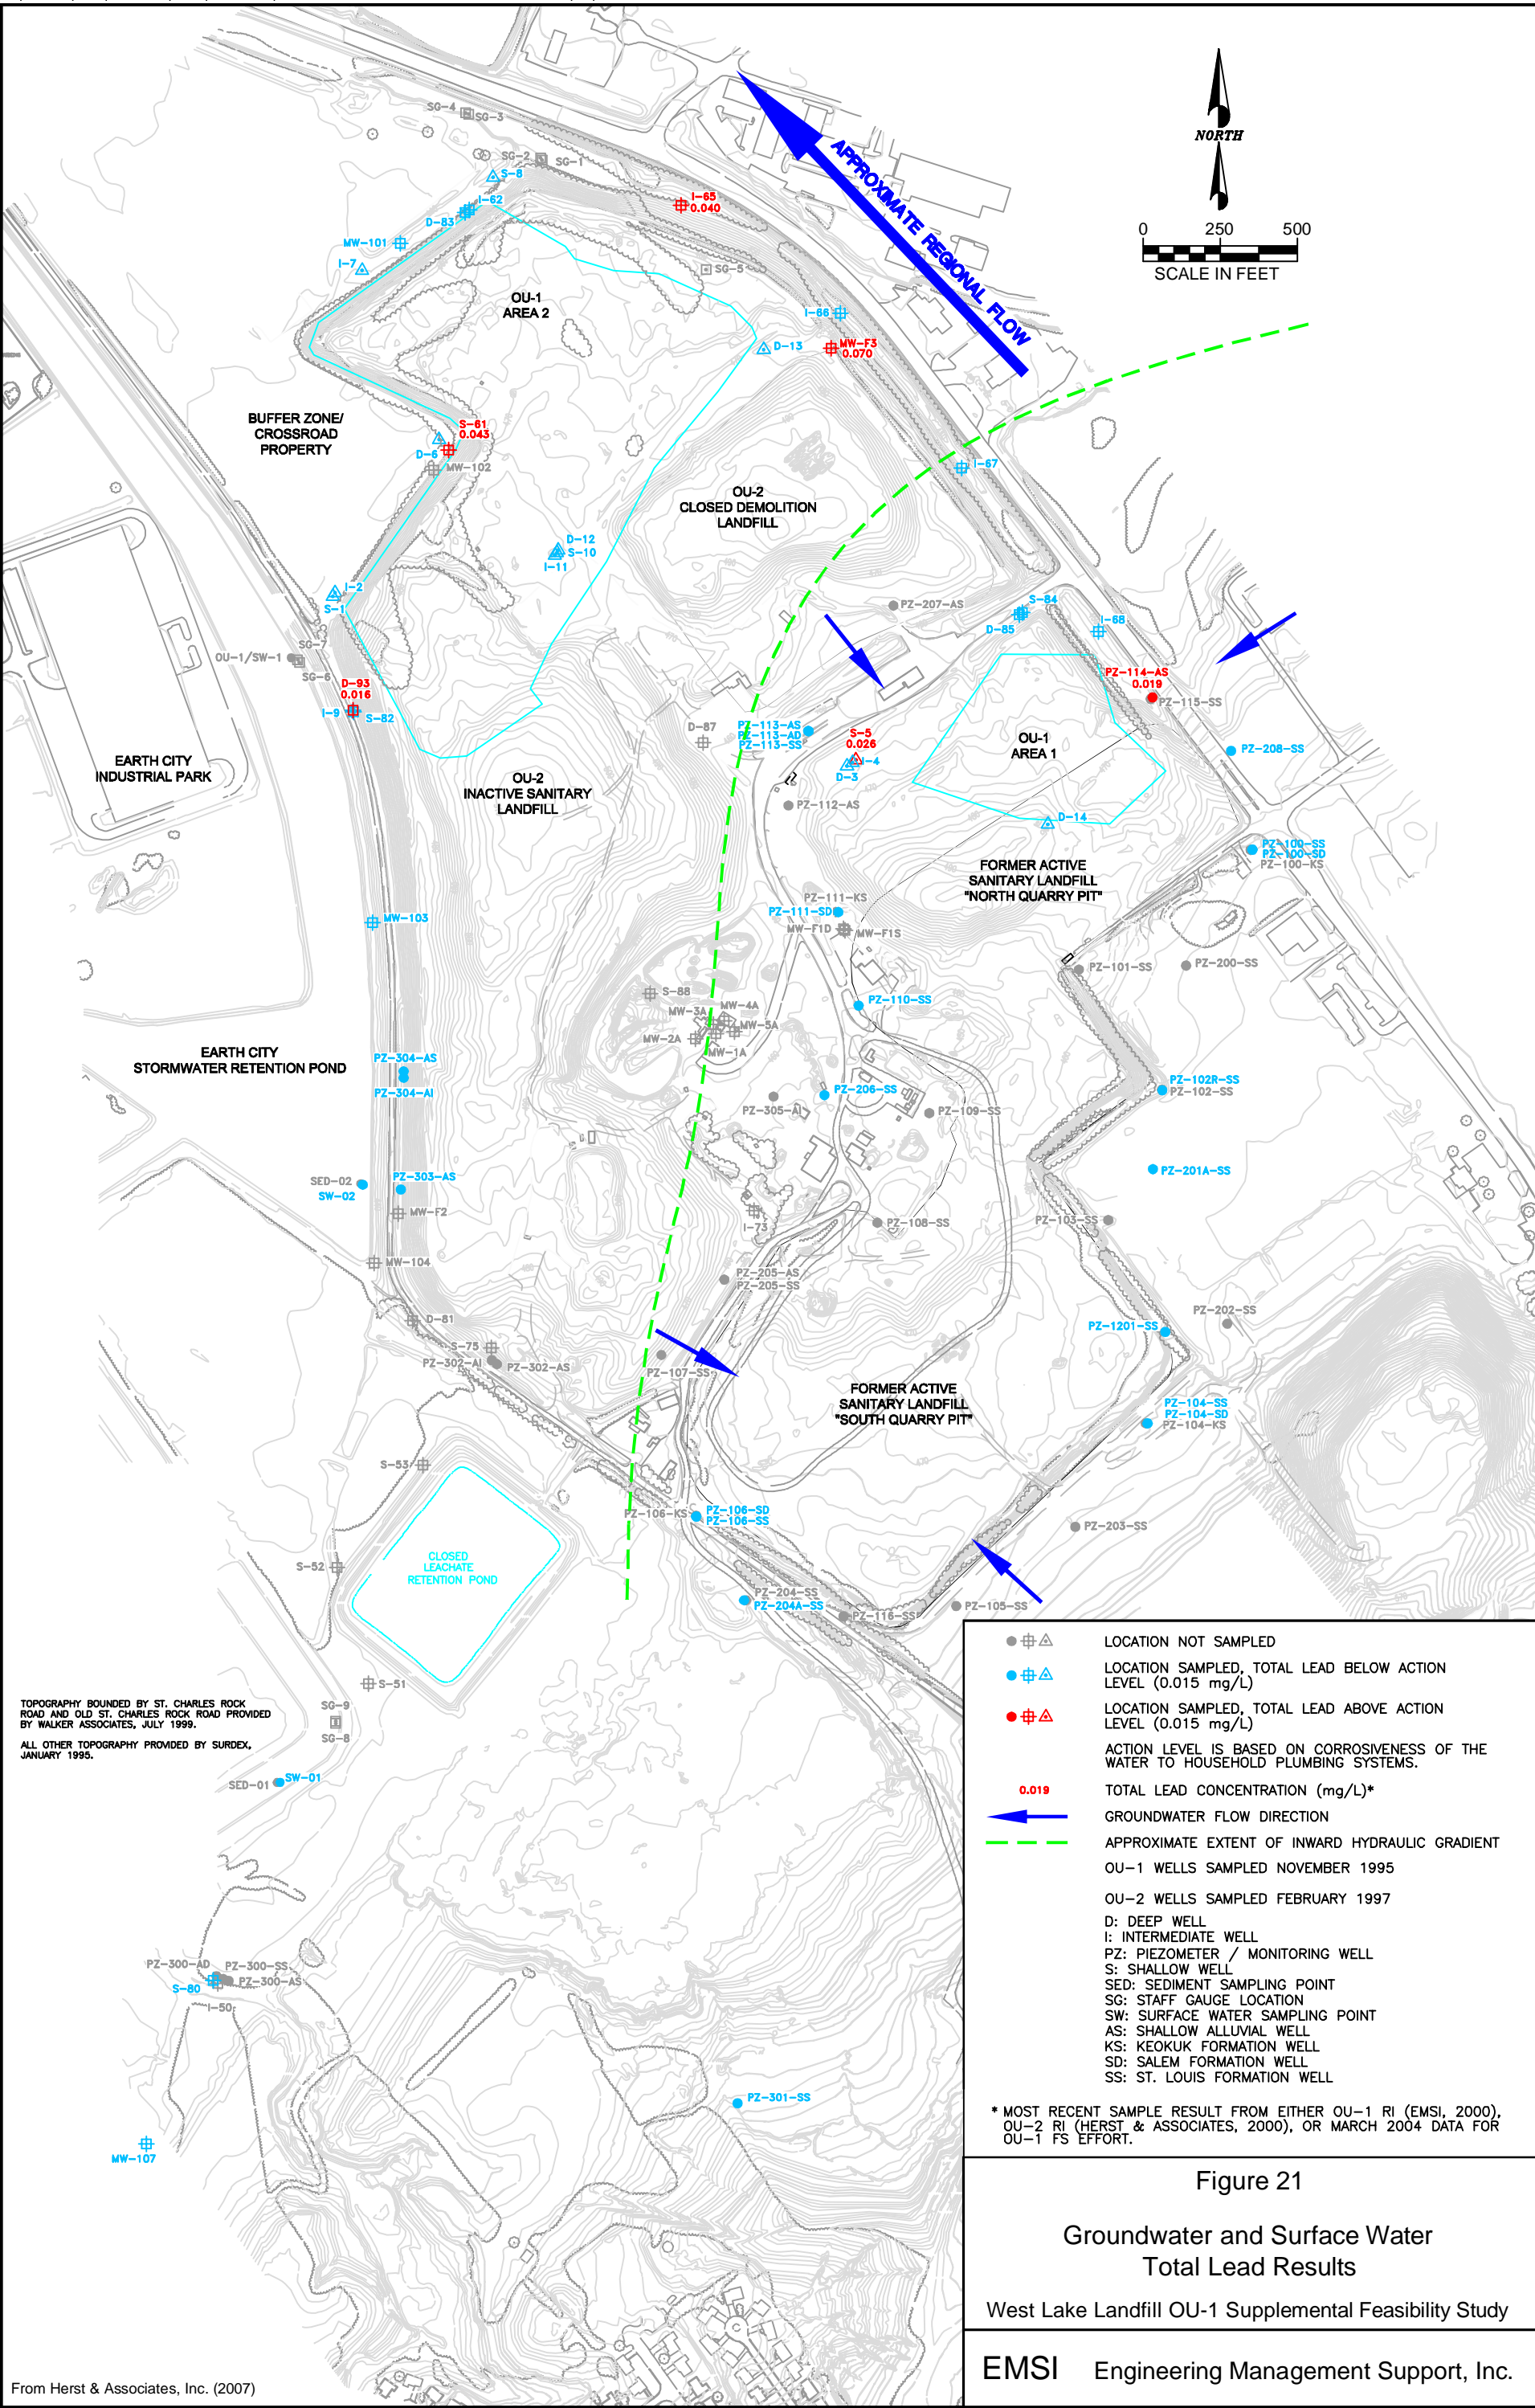 SG-4
SG-3
SG-2
SG-1
S-8
I-62
D-83
MW-101
I-7
I-65
0.040
SG-5
APPROXIMATE REGIONAL FLOW
NORTH
0 250 500
SCALE IN FEET
OU-1
AREA 2
I-66
D-13
MW-F3
0.070
BUFFER ZONE/
CROSSROAD
PROPERTY
S-61
0.043
D-6
MW-102
I-67
OU-2
CLOSED DEMOLITION
LANDFILL
D-12
S-10
I-11
I-2
S-1
PZ-207-AS
S-84
D-85
I-68
SG-7
OU-1/SW-1
SG-6
D-93
0.016
I-9
S-82
PZ-114-AS
0.019
PZ-115-SS
D-87
PZ-113-AS
PZ-113-AD
PZ-113-SS
S-5
0.026
I-4
D-3
OU-1
AREA 1
PZ-208-SS
EARTH CITY
INDUSTRIAL PARK
OU-2
INACTIVE SANITARY
LANDFILL
PZ-112-AS
D-14
PZ-100-SS
PZ-100-SD
PZ-100-KS
FORMER ACTIVE
SANITARY LANDFILL
"NORTH QUARRY PIT"
PZ-111-KS
PZ-111-SD
MW-F1D
MW-F1S
MW-103
PZ-101-SS
PZ-200-SS
S-88
MW-4A
MW-3A
MW-5A
MW-2A
MW-1A
PZ-110-SS
EARTH CITY
STORMWATER RETENTION POND
PZ-304-AS
PZ-304-AI
PZ-206-SS
PZ-305-AI
PZ-109-SS
PZ-102R-SS
PZ-102-SS
PZ-201A-SS
SED-02
SW-02
PZ-303-AS
MW-F2
I-73
PZ-108-SS
PZ-103-SS
MW-104
PZ-205-AS
PZ-205-SS
D-81
PZ-202-SS
PZ-1201-SS
S-75
PZ-302-AI
PZ-302-AS
PZ-107-SS
FORMER ACTIVE
SANITARY LANDFILL
"SOUTH QUARRY PIT"
PZ-104-SS
PZ-104-SD
PZ-104-KS
S-53
PZ-106-KS
PZ-106-SD
PZ-106-SS
PZ-203-SS
S-52
CLOSED
LEACHATE
RETENTION POND
PZ-204-SS
PZ-204A-SS
PZ-116-SS
PZ-105-SS
S-51
SG-9
SG-8
TOPOGRAPHY BOUNDED BY ST. CHARLES ROCK
ROAD AND OLD ST. CHARLES ROCK ROAD PROVIDED
BY WALKER ASSOCIATES, JULY 1999.
ALL OTHER TOPOGRAPHY PROVIDED BY SURDEX,
JANUARY 1995.
SED-01
SW-01
PZ-300-AD
PZ-300-SS
PZ-300-AS
S-80
I-50
PZ-301-SS
MW-107
LOCATION NOT SAMPLED
LOCATION SAMPLED, TOTAL LEAD BELOW ACTION
LEVEL (0.015 mg/L)
LOCATION SAMPLED, TOTAL LEAD ABOVE ACTION
LEVEL (0.015 mg/L)
ACTION LEVEL IS BASED ON CORROSIVENESS OF THE
WATER TO HOUSEHOLD PLUMBING SYSTEMS.
0.019 TOTAL LEAD CONCENTRATION (mg/L)*
GROUNDWATER FLOW DIRECTION
APPROXIMATE EXTENT OF INWARD HYDRAULIC GRADIENT
OU-1 WELLS SAMPLED NOVEMBER 1995
OU-2 WELLS SAMPLED FEBRUARY 1997
D: DEEP WELL
I: INTERMEDIATE WELL
PZ: PIEZOMETER / MONITORING WELL
S: SHALLOW WELL
SED: SEDIMENT SAMPLING POINT
SG: STAFF GAUGE LOCATION
SW: SURFACE WATER SAMPLING POINT
AS: SHALLOW ALLUVIAL WELL
KS: KEOKUK FORMATION WELL
SD: SALEM FORMATION WELL
SS: ST. LOUIS FORMATION WELL
* MOST RECENT SAMPLE RESULT FROM EITHER OU-1 RI (EMSI, 2000),
OU-2 RI (HERST & ASSOCIATES, 2000), OR MARCH 2004 DATA FOR
OU-1 FS EFFORT.
Figure 21
Groundwater and Surface Water
Total Lead Results
West Lake Landfill OU-1 Supplemental Feasibility Study
EMSI Engineering Management Support, Inc.
From Herst & Associates, Inc. (2007)